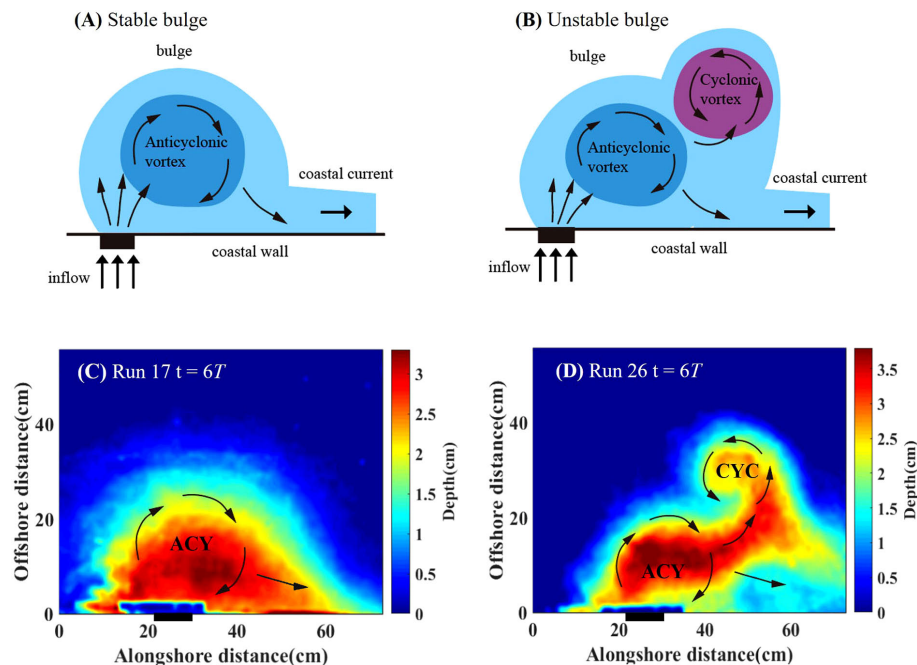 (A) Stable bulge
bulge
Anticyclonic
vortex
coastal current
coastal wall
inflow
(B) Unstable bulge
bulge
Cyclonic
vortex
Anticyclonic
vortex
coastal current
coastal wall
inflow
(C) Run 17 t = 6T
ACY
Offshore distance(cm)
0
20
40
0
20
40
60
Alongshore distance(cm)
3
2.5
2
1.5
1
0.5
0
Depth(cm)
(D) Run 26 t = 6T
CYC
ACY
Offshore distance(cm)
0
20
40
0
20
40
60
Alongshore distance(cm)
3.5
3
2.5
2
1.5
1
0.5
0
Depth(cm)